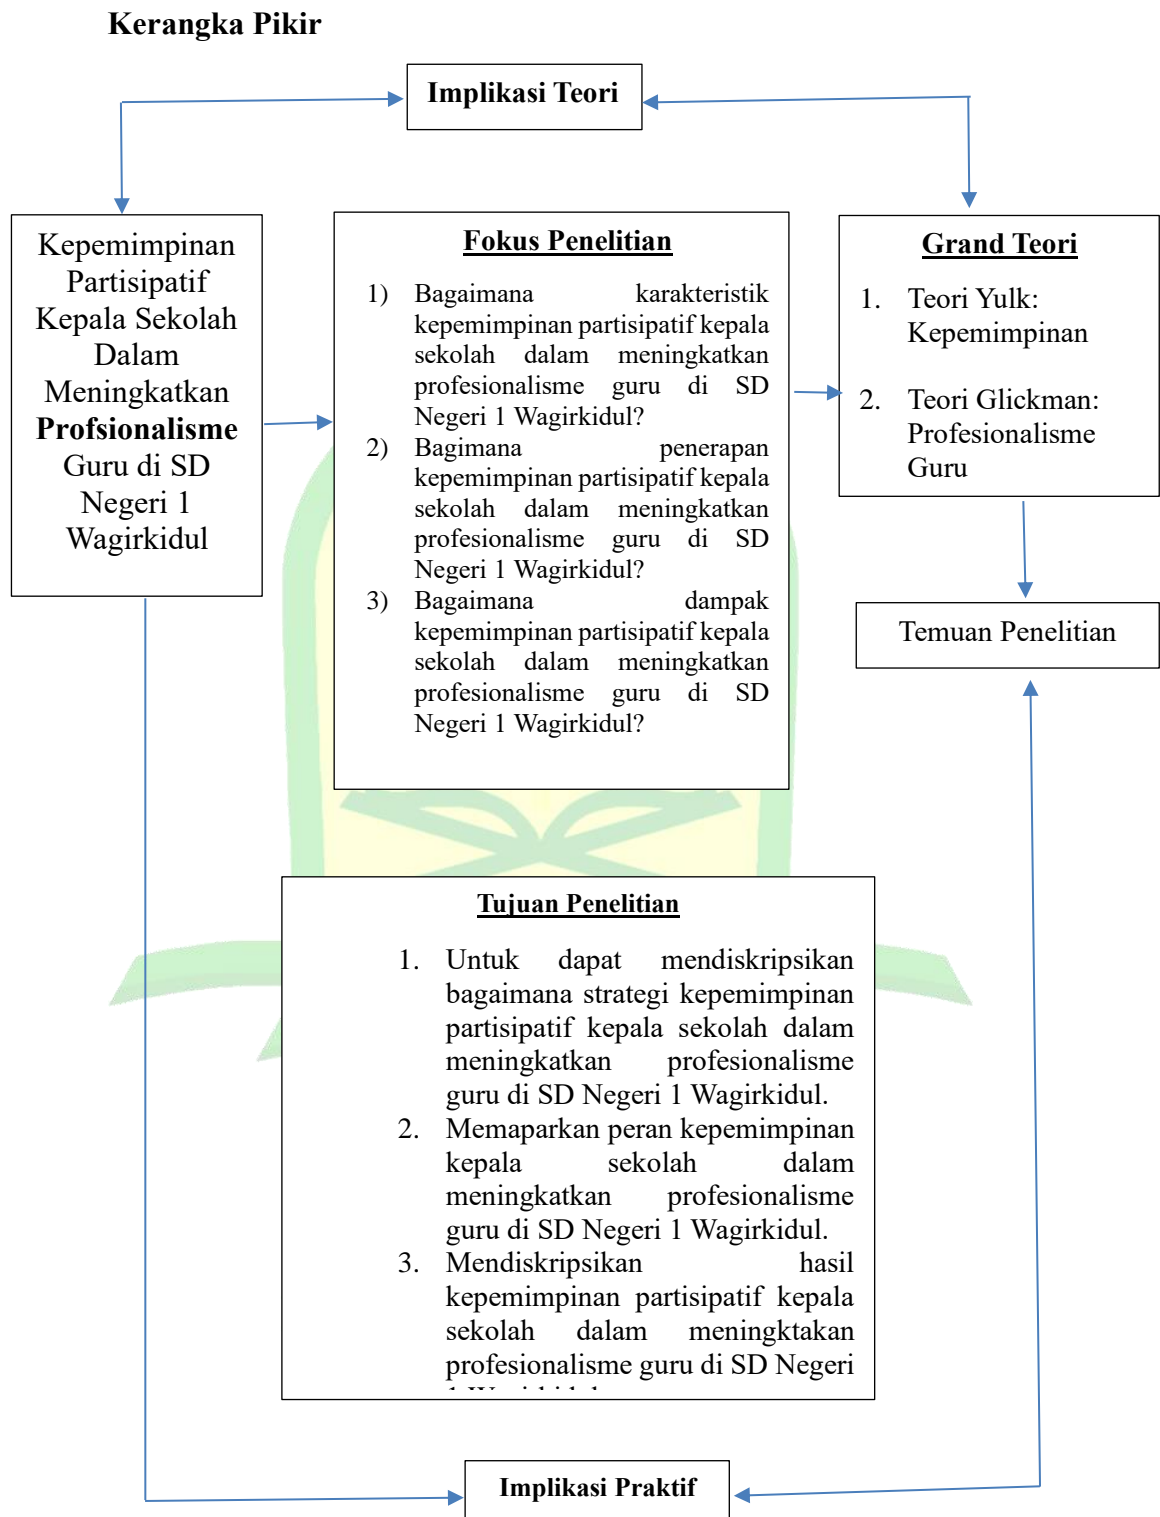 Kerangka Pikir
Implikasi Teori
Kepemimpinan
Partisipatif
Kepala Sekolah
Dalam
Meningkatkan
Profsionalisme
Guru di SD
Negeri 1
Wagirkidul
Fokus Penelitian
1) Bagaimana karakteristik
kepemimpinan partisipatif kepala
sekolah dalam meningkatkan
profesionalisme guru di SD
Negeri 1 Wagirkidul?
2) Bagimana penerapan
kepemimpinan partisipatif kepala
sekolah dalam meningkatkan
profesionalisme guru di SD
Negeri 1 Wagirkidul?
3) Bagaimana dampak
kepemimpinan partisipatif kepala
sekolah dalam meningkatkan
profesionalisme guru di SD
Negeri 1 Wagirkidul?
Grand Teori
1. Teori Yulk:
Kepemimpinan
2. Teori Glickman:
Profesionalisme
Guru
Temuan Penelitian
Tujuan Penelitian
1. Untuk dapat mendiskripsikan
bagaimana strategi kepemimpinan
partisipatif kepala sekolah dalam
meningkatkan profesionalisme
guru di SD Negeri 1 Wagirkidul.
2. Memaparkan peran kepemimpinan
kepala sekolah dalam
meningkatkan profesionalisme
guru di SD Negeri 1 Wagirkidul.
3. Mendiskripsikan hasil
kepemimpinan partisipatif kepala
sekolah dalam meningktakan
profesionalisme guru di SD Negeri
Implikasi Praktif